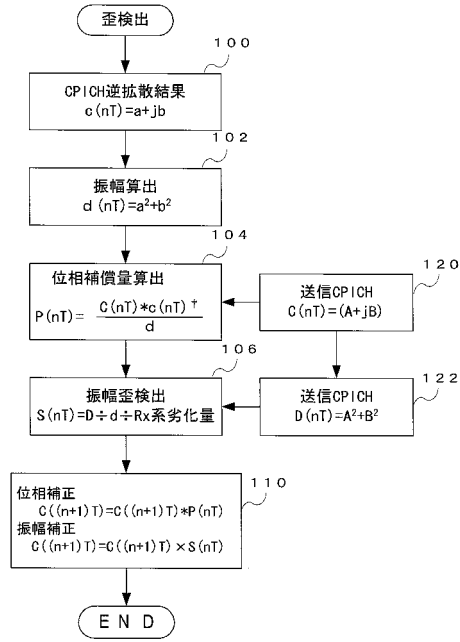 歪検出
100
CPICH逆拡散結果
c(nT)=a+jb
102
振幅算出
d(nT)=a²+b²
104
位相補償量算出
P(nT)= C(nT)*c(nT)† / d
120
送信CPICH
C(nT)=(A+jB)
106
振幅歪検出
S(nT)=D÷d÷Rx系劣化量
122
送信CPICH
D(nT)=A²+B²
110
位相補正
C((n+1)T)=C((n+1)T)*P(nT)
振幅補正
C((n+1)T)=C((n+1)T)×S(nT)
END